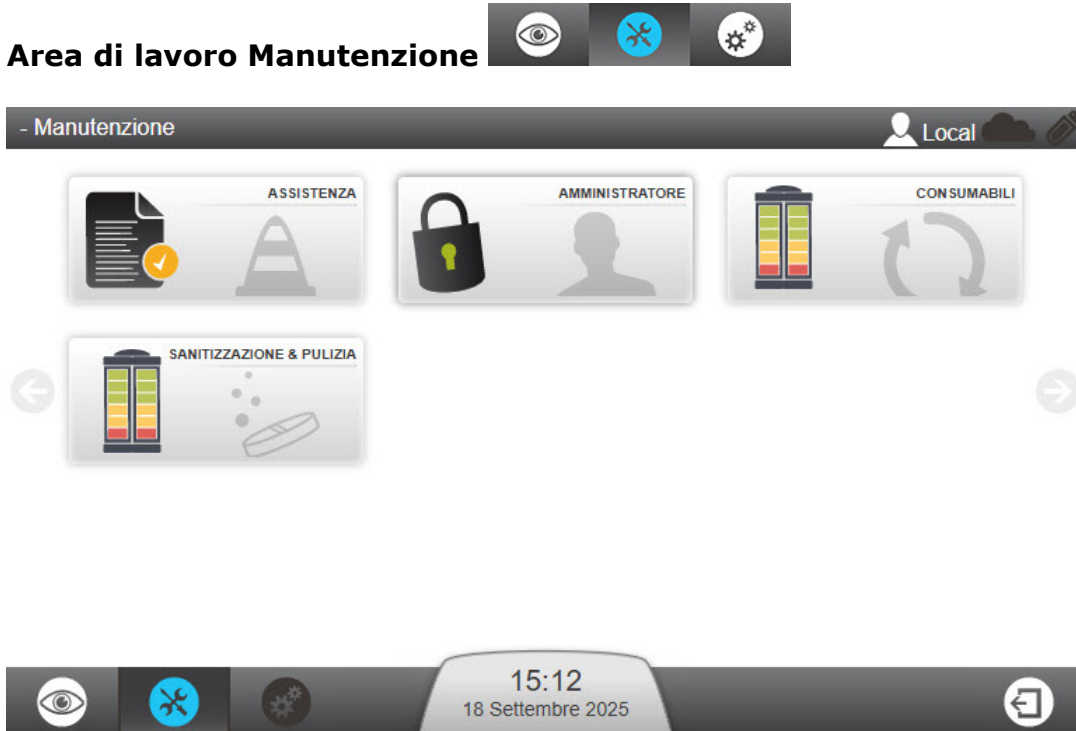 Area di lavoro Manutenzione
- Manutenzione
Local
ASSISTENZA
AMMINISTRATORE
CONSUMABILI
SANITIZZAZIONE & PULIZIA
15:12
18 Settembre 2025